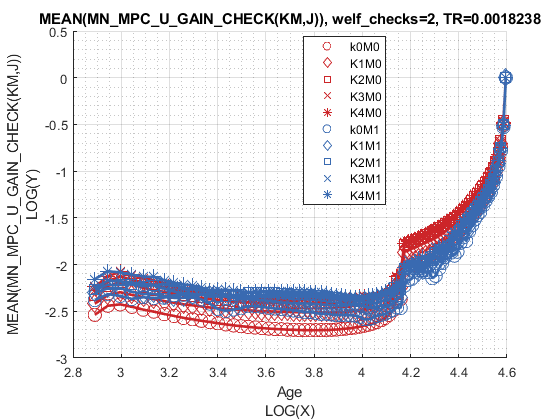 MEAN(MN_MPC_U_GAIN_CHECK(KM,J)), welf_checks=2, TR=0.0018238
0.5
0
-0.5
-1
-1.5
-2
-2.5
-3
MEAN(MN_MPC_U_GAIN_CHECK(KM,J))
LOG(Y)
k0M0
K1M0
K2M0
K3M0
K4M0
k0M1
K1M1
K2M1
K3M1
K4M1
2.8 3 3.2 3.4 3.6 3.8 4 4.2 4.4 4.6
Age
LOG(X)